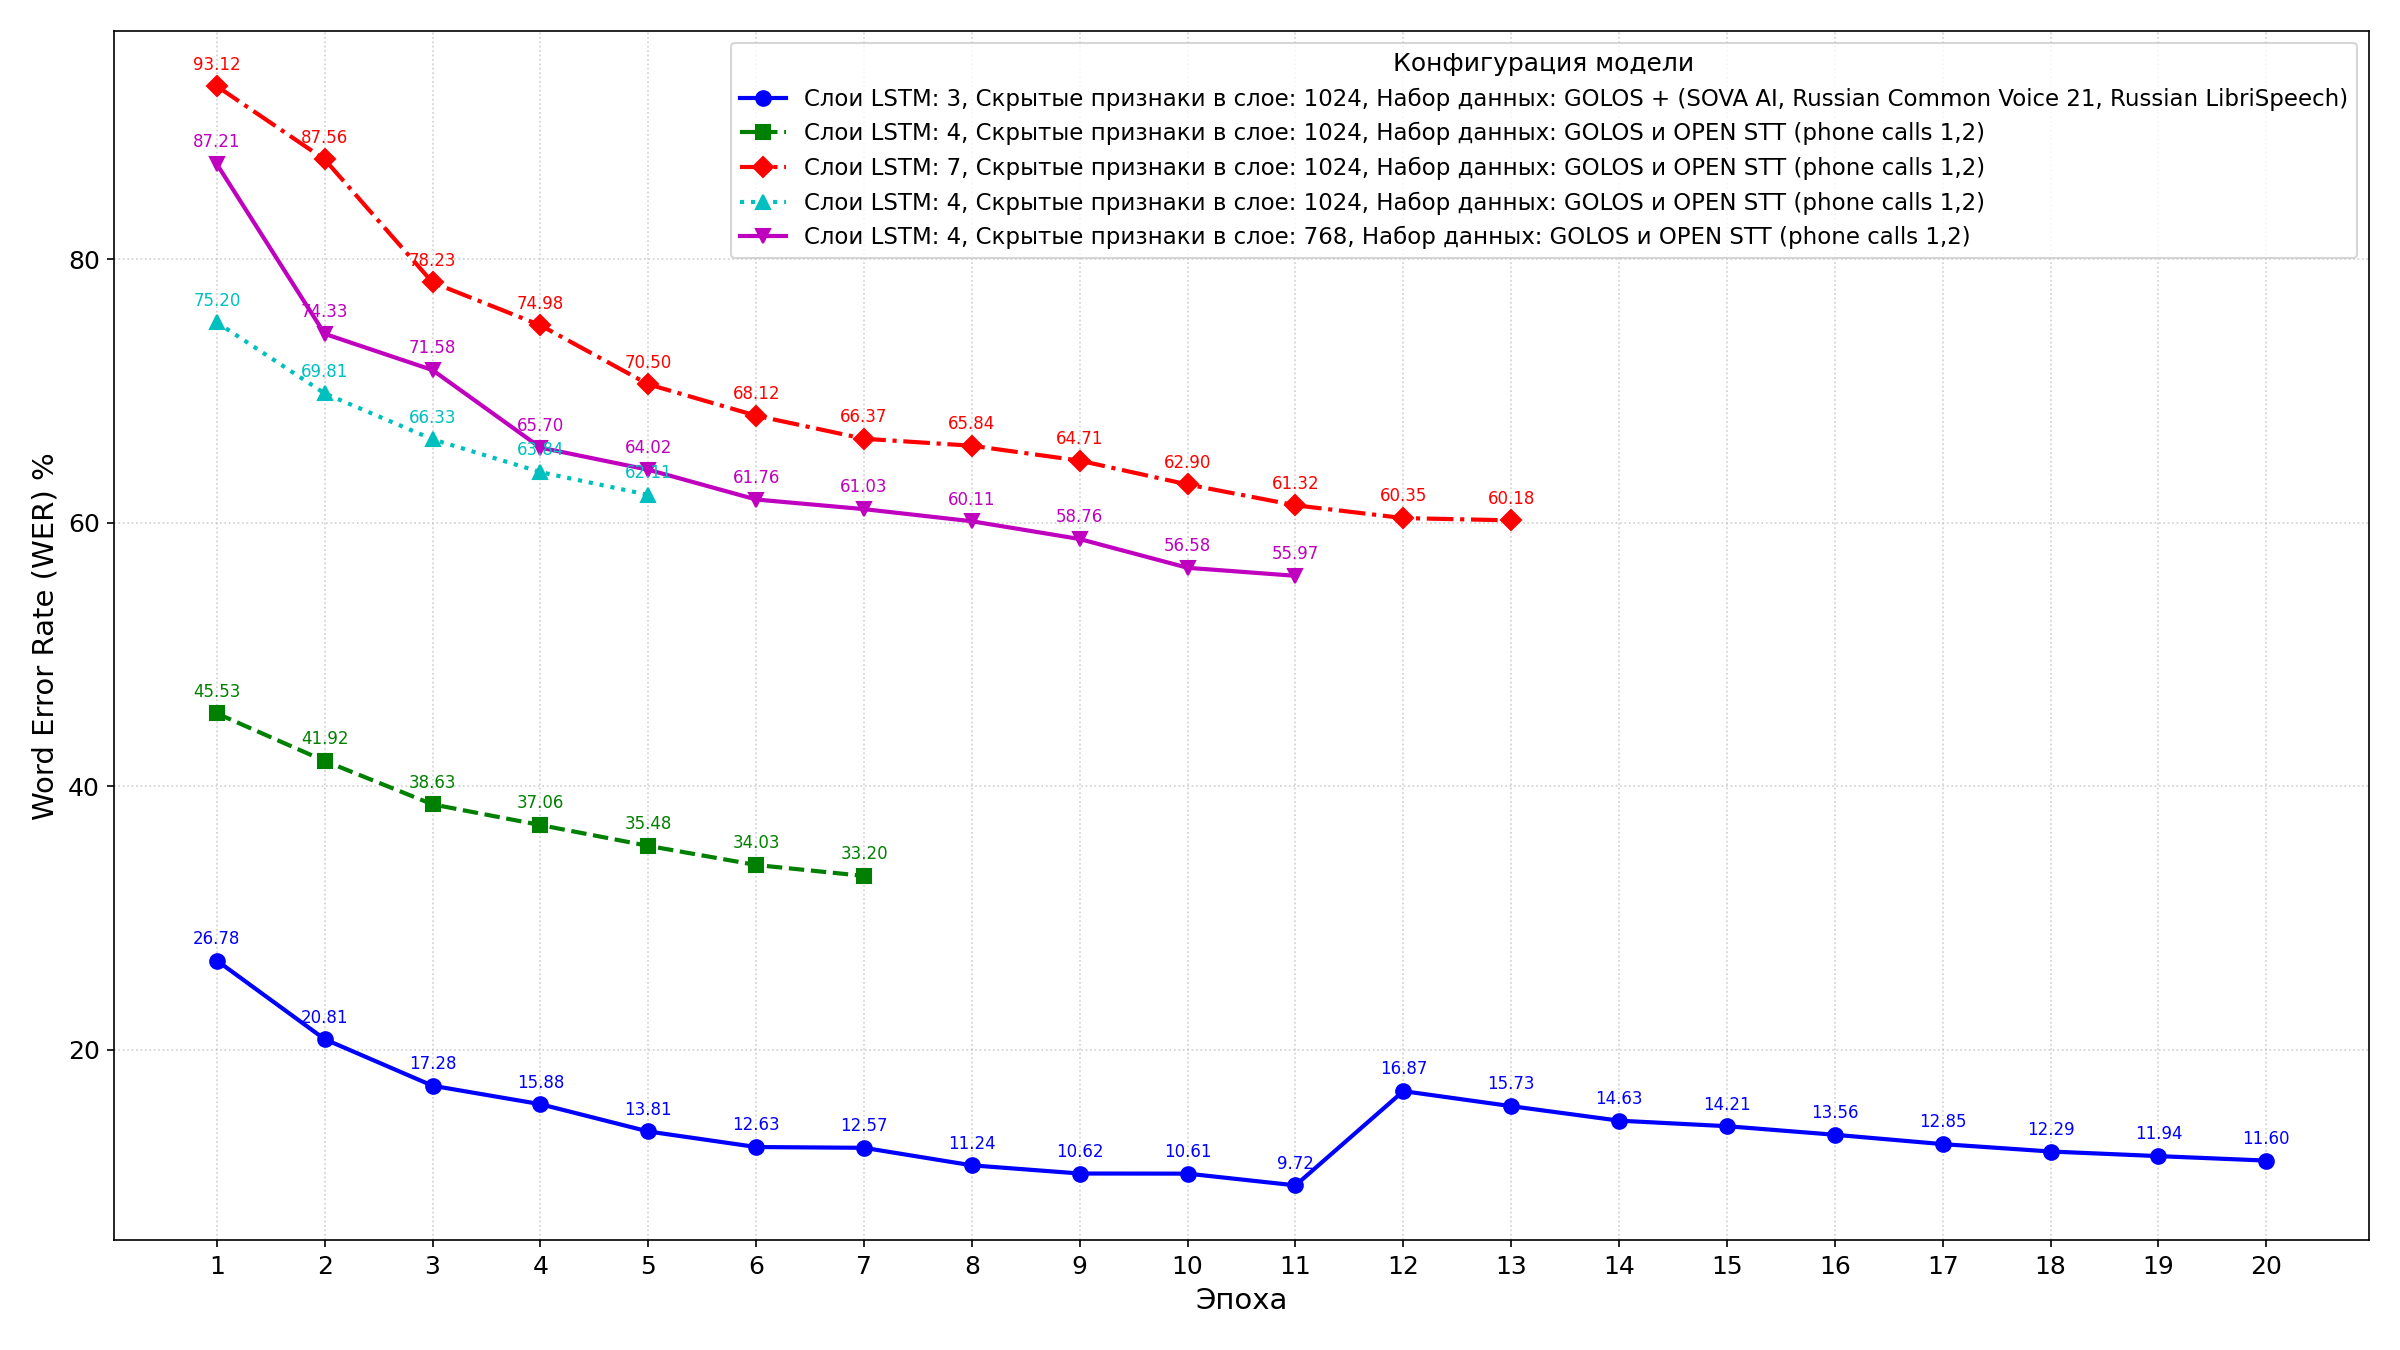 Конфигурация модели
Слои LSTM: 3, Скрытые признаки в слое: 1024, Набор данных: GOLOS + (SOVA AI, Russian Common Voice 21, Russian LibriSpeech)
Слои LSTM: 4, Скрытые признаки в слое: 1024, Набор данных: GOLOS и OPEN STT (phone calls 1,2)
Слои LSTM: 7, Скрытые признаки в слое: 1024, Набор данных: GOLOS и OPEN STT (phone calls 1,2)
Слои LSTM: 4, Скрытые признаки в слое: 1024, Набор данных: GOLOS и OPEN STT (phone calls 1,2)
Слои LSTM: 4, Скрытые признаки в слое: 768, Набор данных: GOLOS и OPEN STT (phone calls 1,2)
Word Error Rate (WER) %
80
60
40
20
93.12 87.56 78.23 74.98 70.50 68.12 66.37 65.84 64.71 62.90 61.32 60.35 60.18
87.21 74.33 71.58 65.70 64.02 61.76 61.03 60.11 58.76 56.58 55.97
75.20 69.81 66.33 63.84 62.11
45.53 41.92 38.63 37.06 35.48 34.03 33.20
26.78 20.81 17.28 15.88 13.81 12.63 12.57 11.24 10.62 10.61 9.72 16.87 15.73 14.63 14.21 13.56 12.85 12.29 11.94 11.60
1 2 3 4 5 6 7 8 9 10 11 12 13 14 15 16 17 18 19 20
Эпоха